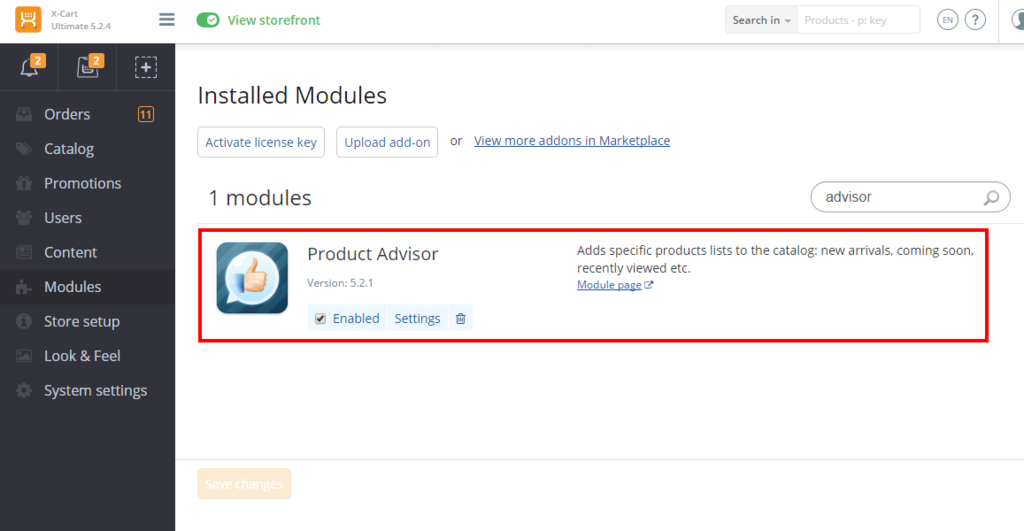 X-Cart
Ultimate 5.2.4
View storefront
Search in
Products - p: key
EN
?
2
2
Orders
11
Catalog
Promotions
Users
Content
Modules
Store setup
Look & Feel
System settings
Installed Modules
Activate license key
Upload add-on
or
View more addons in Marketplace
1 modules
advisor
Product Advisor
Version: 5.2.1
Enabled
Settings
Adds specific products lists to the catalog: new arrivals, coming soon,
recently viewed etc.
Module page
Save changes